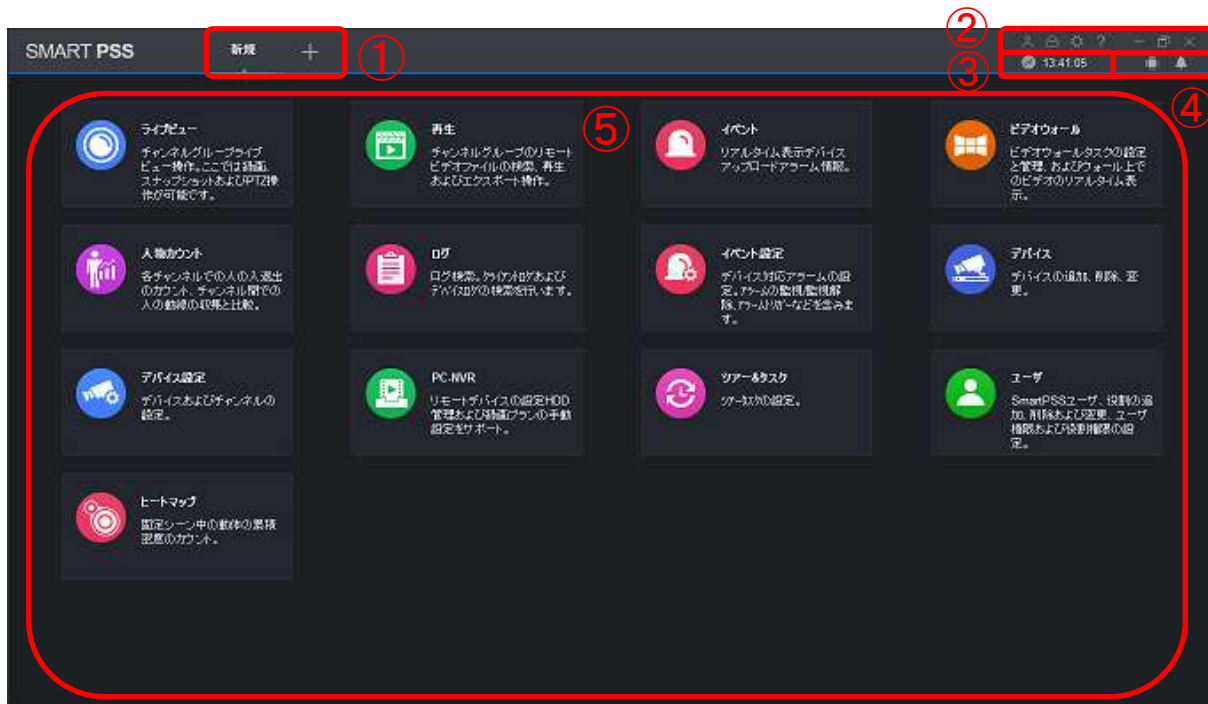 SMART PSS
新規
+
①
②
?
③
13:41:05
④
⑤
ライブビュー
チャンネルグループライブ
ビュー操作。ここでは録画、
スナップショットおよびPTZ操
作が可能です。
再生
チャンネルグループのリモート
ビデオファイルの検索、再生
およびエクスポート操作。
イベント
リアルタイム表示デバイス
アップロードアラーム情報。
ビデオウォール
ビデオウォールタスクの設定
と管理、およびウォール上で
のビデオのリアルタイム表
示。
人物カウント
各チャンネルでの人の入退出
のカウント、チャンネル間での
人の動線の収集と比較。
ログ
ログ検索。クライアントログおよび
デバイスログの検索を行います。
イベント設定
デバイス対応アラームの設
定。アラームの監視/監視解
除、アラームトリガーなどを含みま
す。
デバイス
デバイスの追加、削除、変
更。
デバイス設定
デバイスおよびチャンネルの
設定。
PC-NVR
リモートデバイスの設定HDD
管理および録画プランの手動
設定をサポート。
ツアー&タスク
ツアー&タスクの設定。
ユーザ
SmartPSSユーザ、役割の追
加、削除および変更、ユーザ
権限および役割権限の設
定。
ヒートマップ
固定シーン中の動体の累積
密度のカウント。